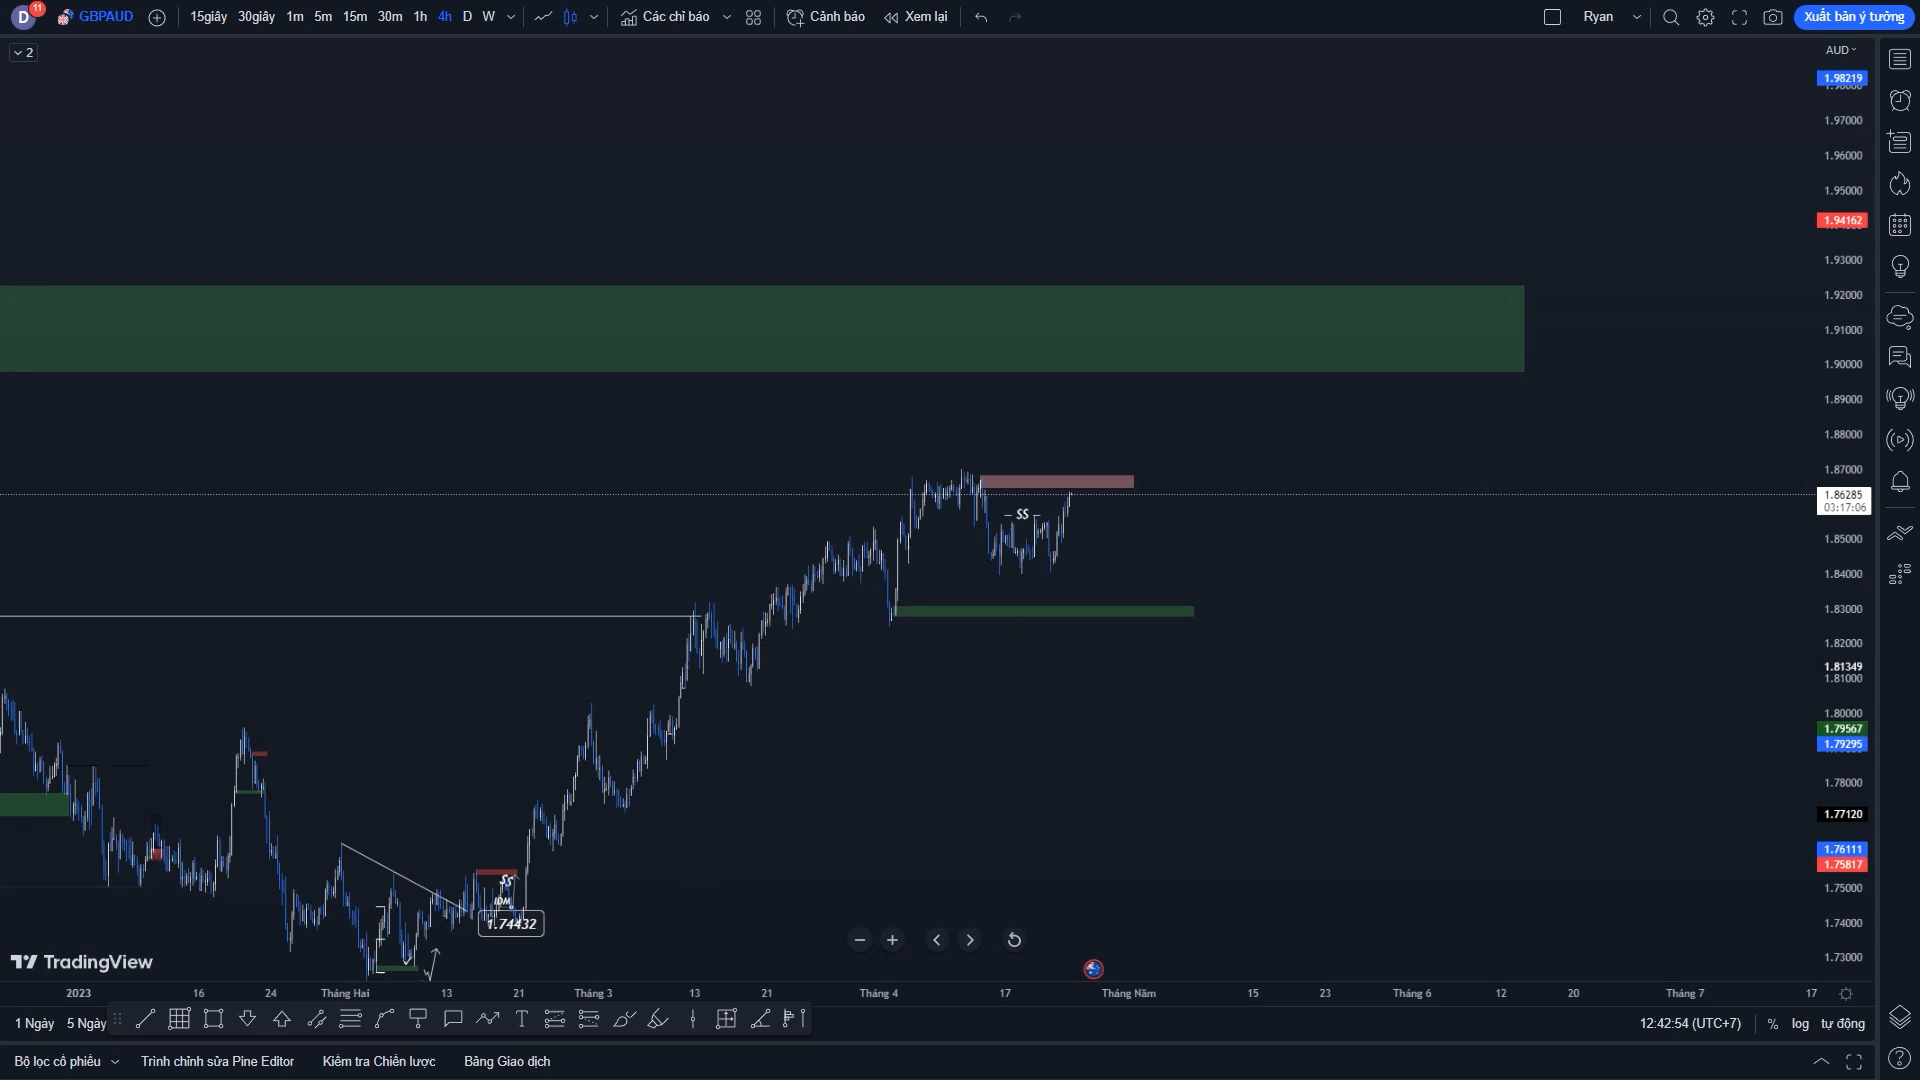 D
11
GBPAUD
15giây
30giây
1m
5m
15m
30m
1h
4h
D
W
Các chỉ báo
Cảnh báo
Xem lại
Ryan
Xuất bản ý tưởng
2
AUD
1.98219
1.97000
1.96000
1.95000
1.94162
1.93000
1.92000
1.91000
1.90000
1.89000
1.88000
1.87000
1.86285
03:17:06
1.85000
1.84000
1.83000
1.82000
1.81349
1.81000
1.80000
1.79567
1.79295
1.78000
1.77120
1.76111
1.75817
1.75000
1.74000
1.73000
SS
SS
IDM
1.74432
TradingView
2023
16
24
Tháng Hai
13
21
Tháng 3
13
21
Tháng 4
17
Tháng Năm
15
23
Tháng 6
12
20
Tháng 7
17
1 Ngày
5 Ngày
12:42:54 (UTC+7)
%
log
tự động
Bộ lọc cổ phiếu
Trình chỉnh sửa Pine Editor
Kiểm tra Chiến lược
Bảng Giao dịch